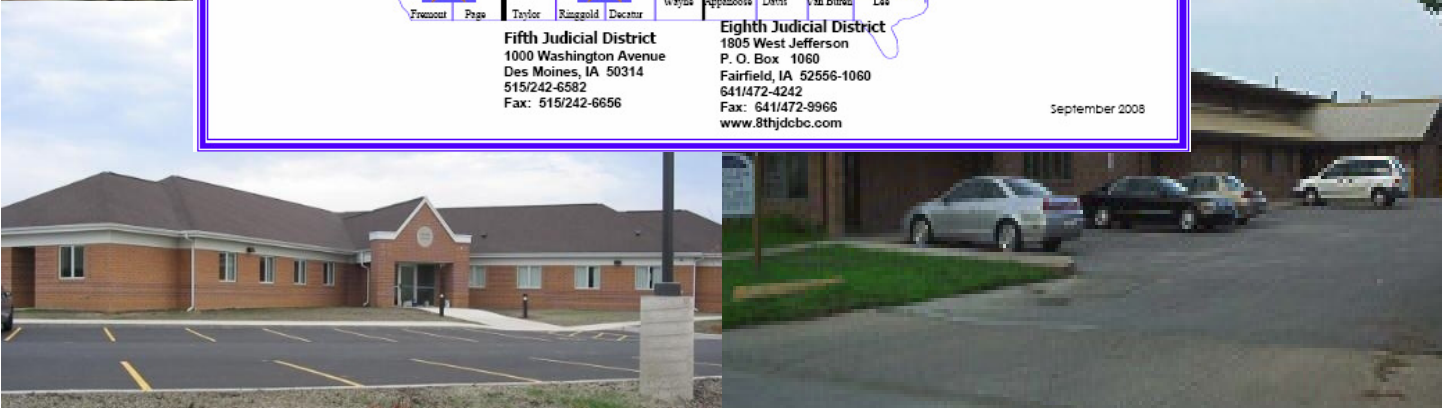 Fremont Page Taylor Ringgold Decatur Wayne Appanoose Davis Van Buren Lee
Fifth Judicial District
1000 Washington Avenue
Des Moines, IA 50314
515/242-6582
Fax: 515/242-6656
Eighth Judicial District
1805 West Jefferson
P. O. Box 1060
Fairfield, IA 52556-1060
641/472-4242
Fax: 641/472-9966
www.8thjdcbc.com
September 2008